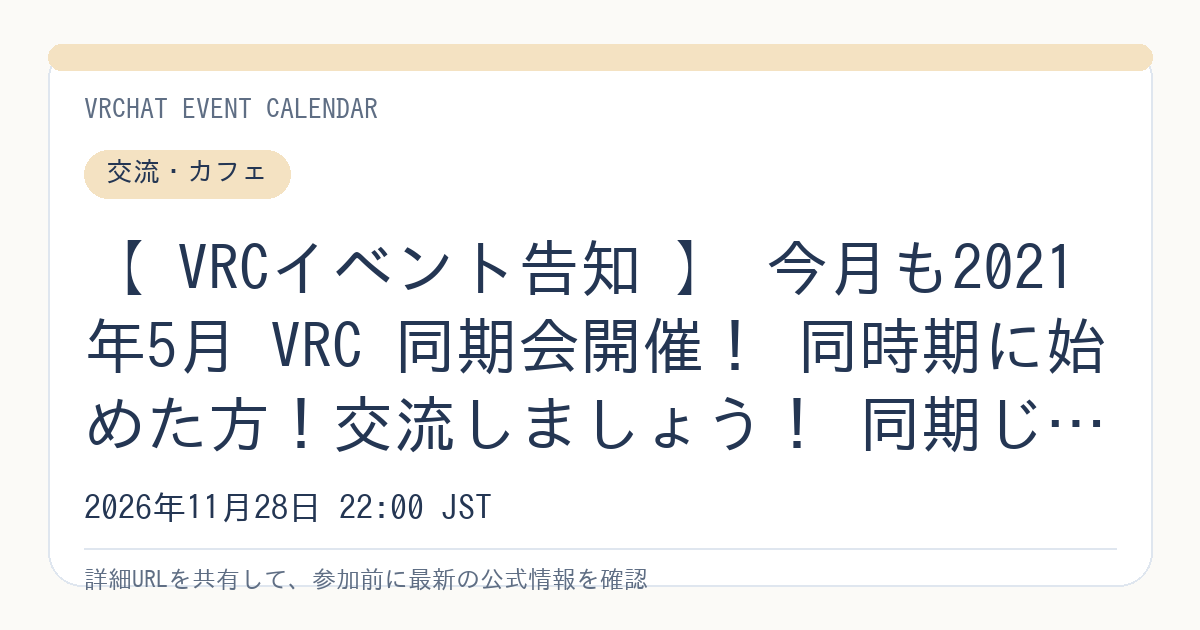 VRCHAT EVENT CALENDAR
交流・カフェ
【 VRCイベント告知 】 今月も2021
年5月 VRC 同期会開催！ 同時期に始
めた方！交流しましょう！ 同期じ…
2026年11月28日 22:00 JST
詳細URLを共有して、参加前に最新の公式情報を確認